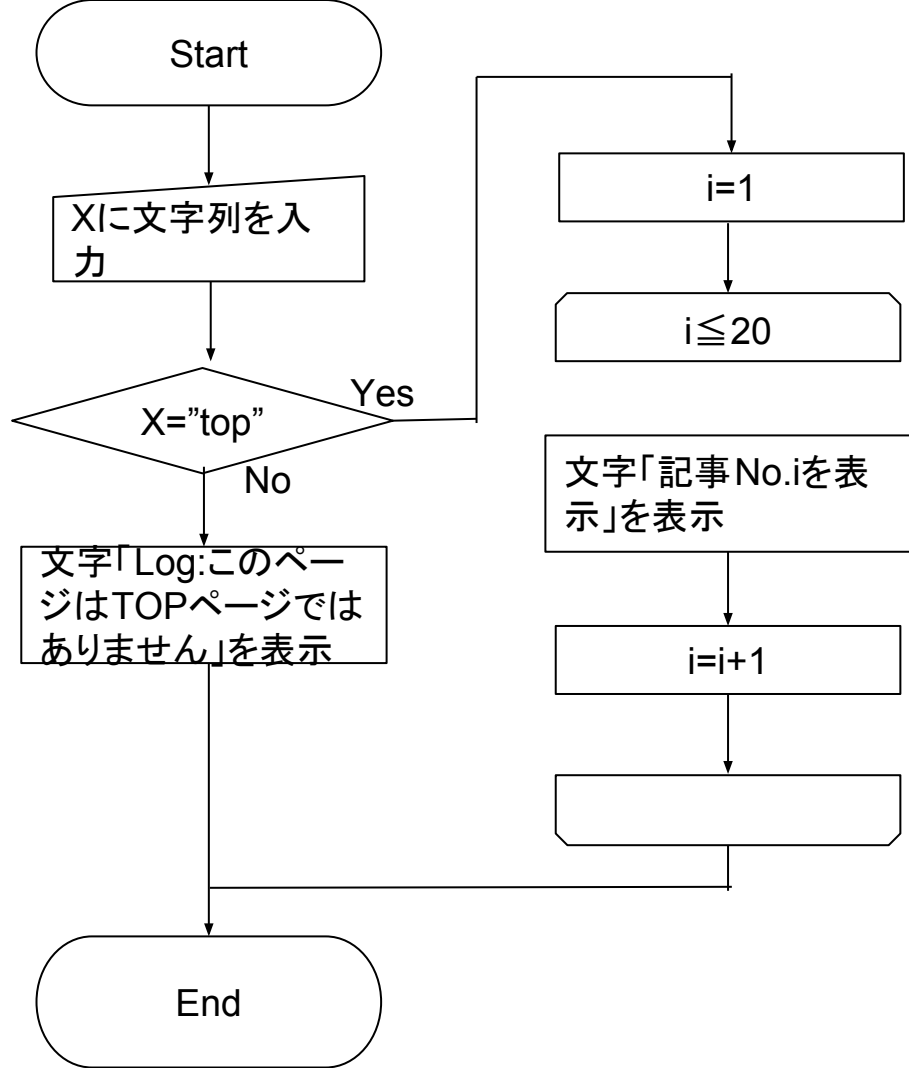 Start
Xに文字列を入
力
X=”top”
Yes
No
文字「Log:このペー
ジはTOPページでは
ありません」を表示
i=1
i≦20
文字「記事No.iを表
示」を表示
i=i+1
End